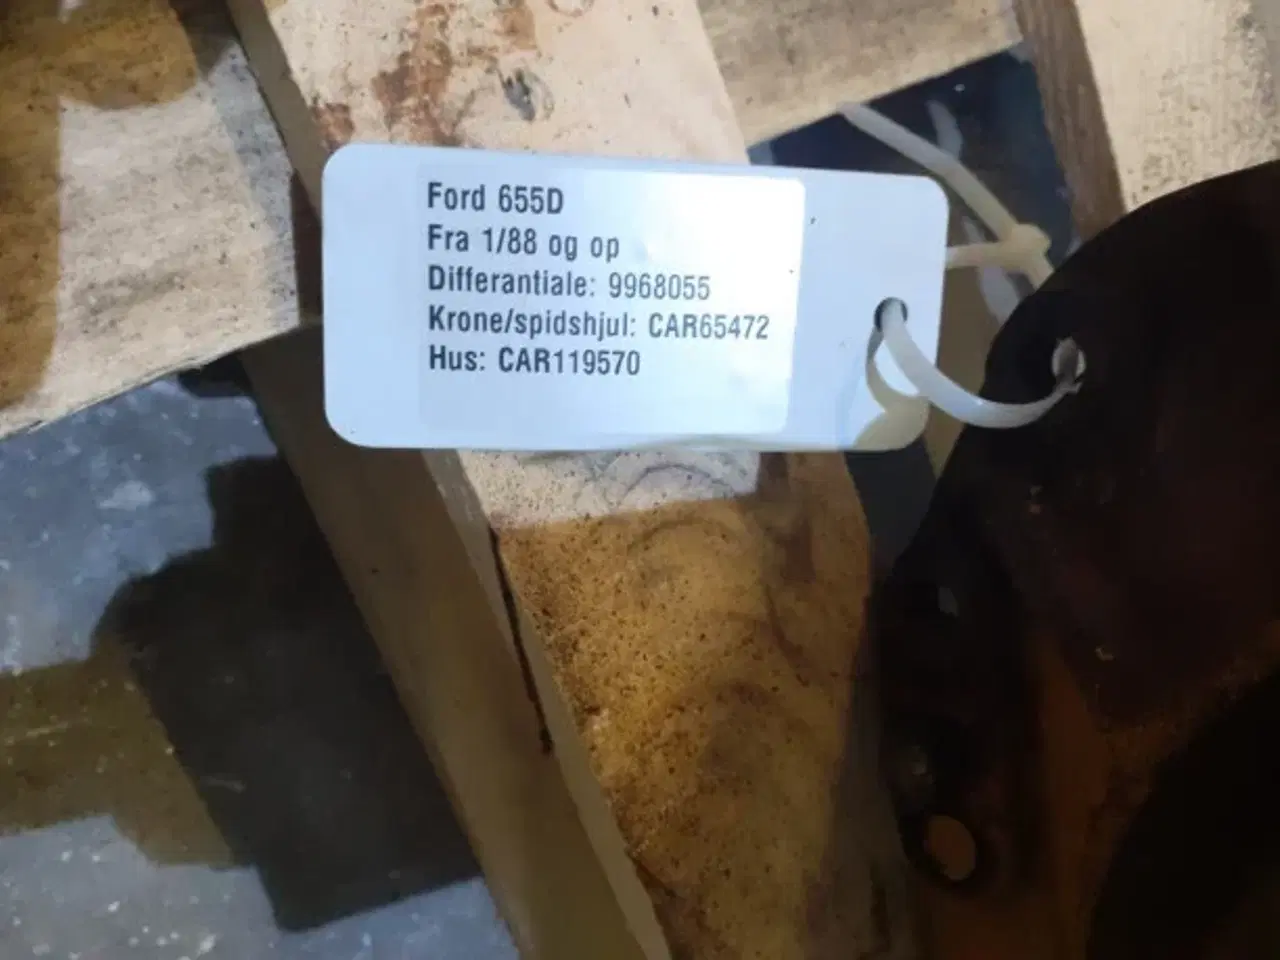 Ford 655D
Fra 1/88 og op
Differantiale: 9968055
Krone/spidshjul: CAR65472
Hus: CAR119570